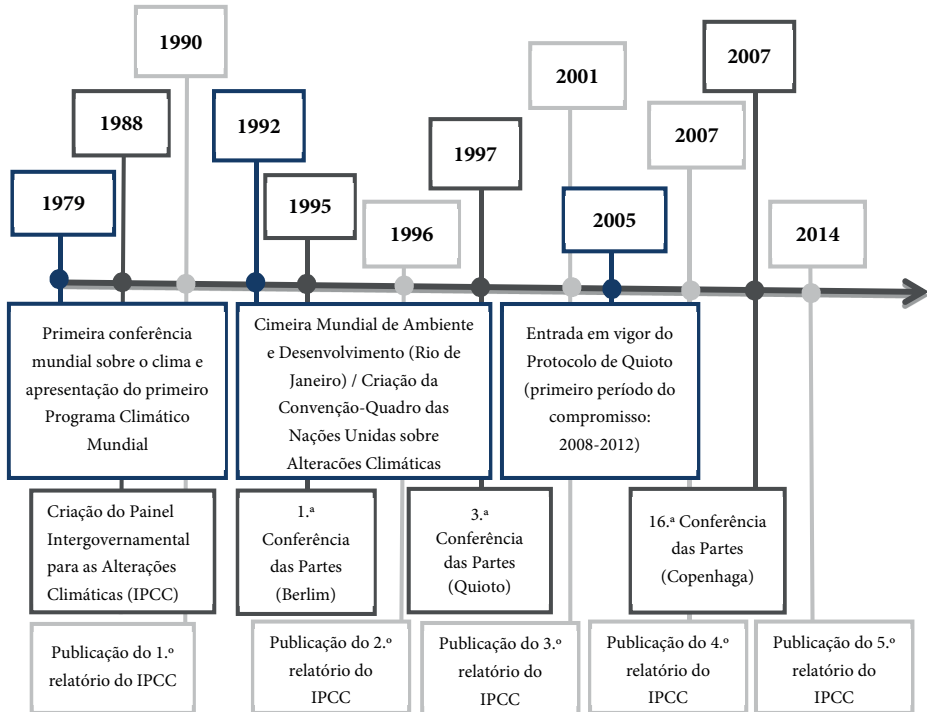 1979
1988
1990
1992
1995
1996
1997
2001
2005
2007
2007
2014
Primeira conferência
mundial sobre o clima e
apresentação do primeiro
Programa Climático
Mundial
Cimeira Mundial de Ambiente
e Desenvolvimento (Rio de
Janeiro) / Criação da
Convenção-Quadro das
Nações Unidas sobre
Alterações Climáticas
Entrada em vigor do
Protocolo de Quioto
(primeiro período do
compromisso:
2008-2012)
Criação do Painel
Intergovernamental
para as Alterações
Climáticas (IPCC)
1.ª
Conferência
das Partes
(Berlim)
3.ª
Conferência
das Partes
(Quioto)
16.ª Conferência
das Partes
(Copenhaga)
Publicação do 1.º
relatório do IPCC
Publicação do 2.º
relatório do
IPCC
Publicação do 3.º
relatório do
IPCC
Publicação do 4.º
relatório do
IPCC
Publicação do 5.º
relatório do
IPCC